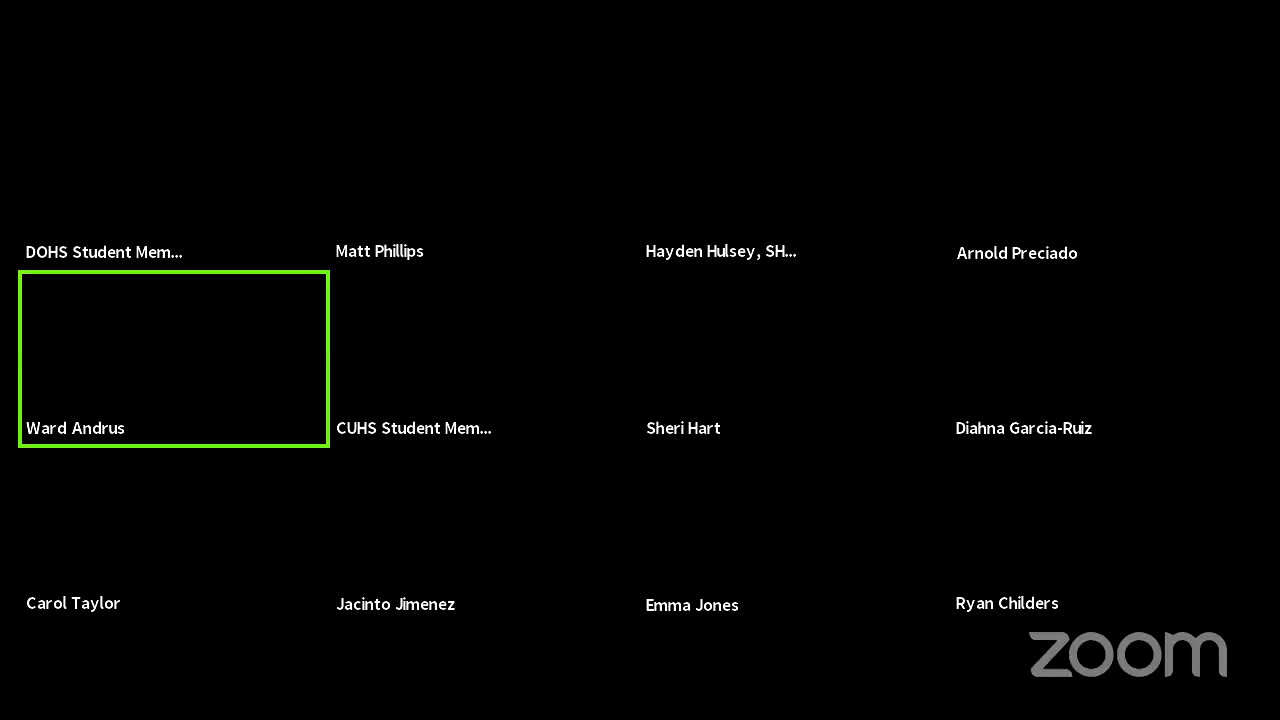 DOHS Student Mem...
Matt Phillips
Hayden Hulsey, SH...
Arnold Preciado
Ward Andrus
CUHS Student Mem...
Sheri Hart
Diahna Garcia-Ruiz
Carol Taylor
Jacinto Jimenez
Emma Jones
Ryan Childers
zoom